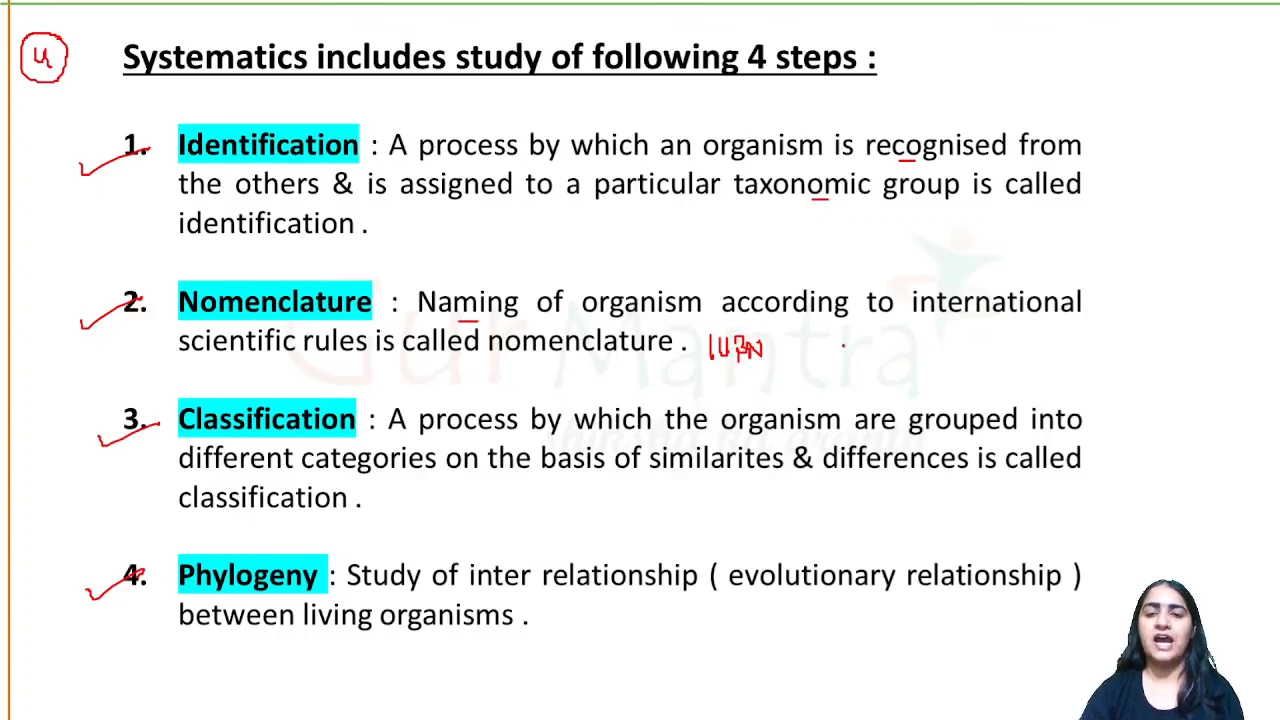 4
Systematics includes study of following 4 steps :
1. Identification : A process by which an organism is recognised from
the others & is assigned to a particular taxonomic group is called
identification .
2. Nomenclature : Naming of organism according to international
scientific rules is called nomenclature .
3. Classification : A process by which the organism are grouped into
different categories on the basis of similarites & differences is called
classification .
4. Phylogeny : Study of inter relationship ( evolutionary relationship )
between living organisms .
Gur Mantra